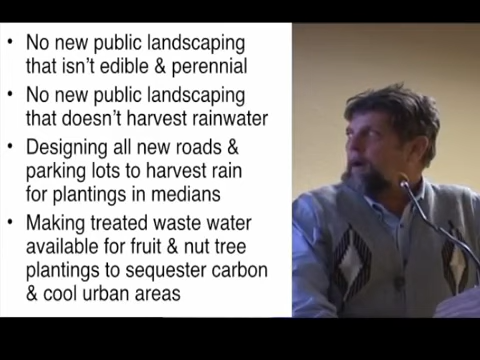 • No new public landscaping
that isn't edible & perennial
• No new public landscaping
that doesn't harvest rainwater
• Designing all new roads &
parking lots to harvest rain
for plantings in medians
• Making treated waste water
available for fruit & nut tree
plantings to sequester carbon
& cool urban areas